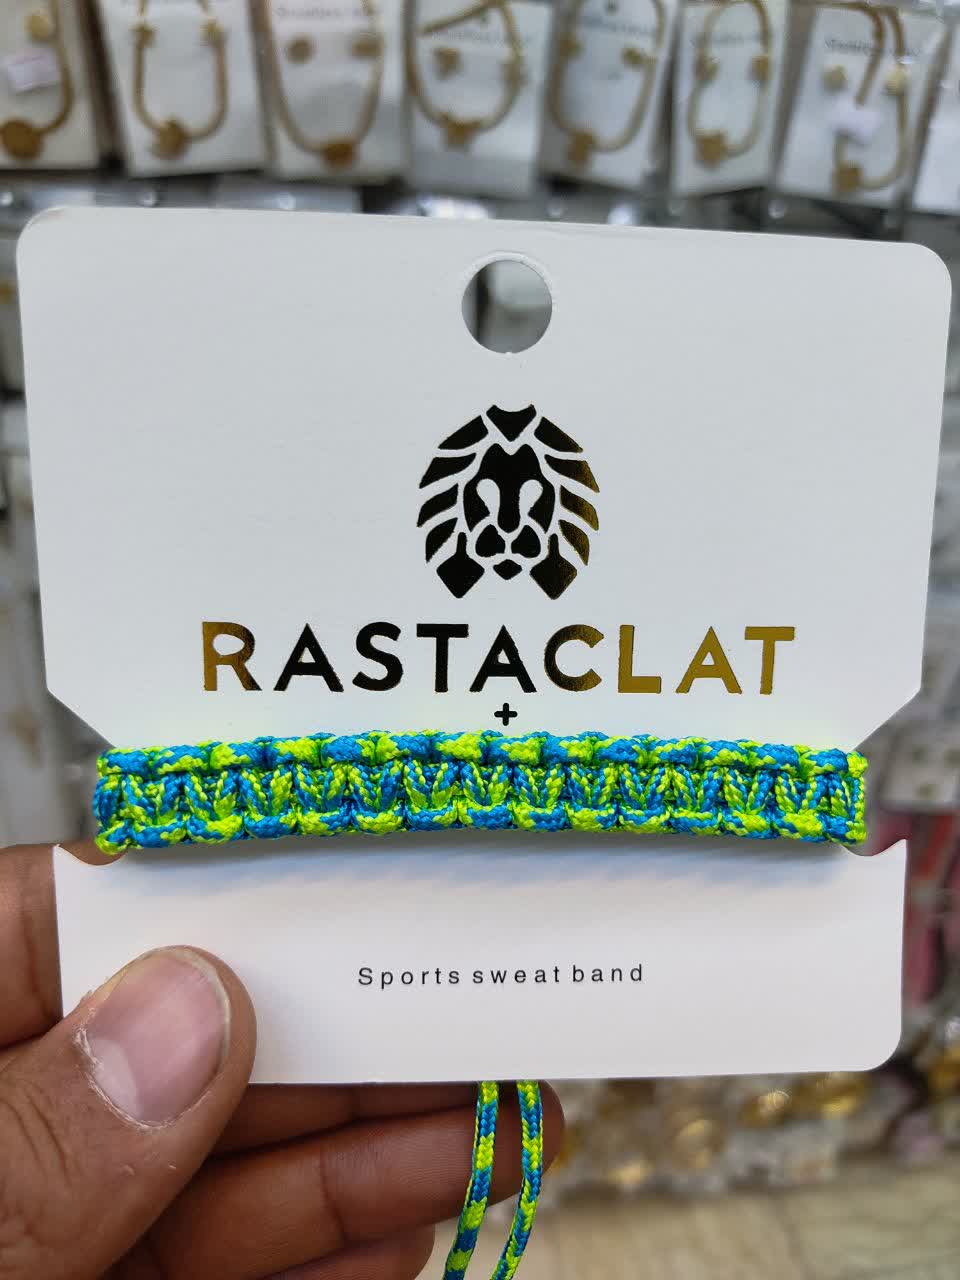 RASTACLAT
+
Sports sweat band